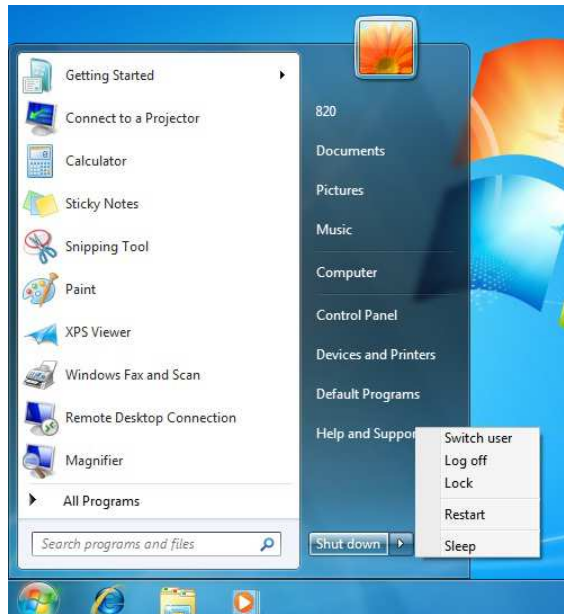 Getting Started
Connect to a Projector
Calculator
Sticky Notes
Snipping Tool
Paint
XPS Viewer
Windows Fax and Scan
Remote Desktop Connection
Magnifier
All Programs
Search programs and files
820
Documents
Pictures
Music
Computer
Control Panel
Devices and Printers
Default Programs
Help and Suppor
Shut down
Switch user
Log off
Lock
Restart
Sleep